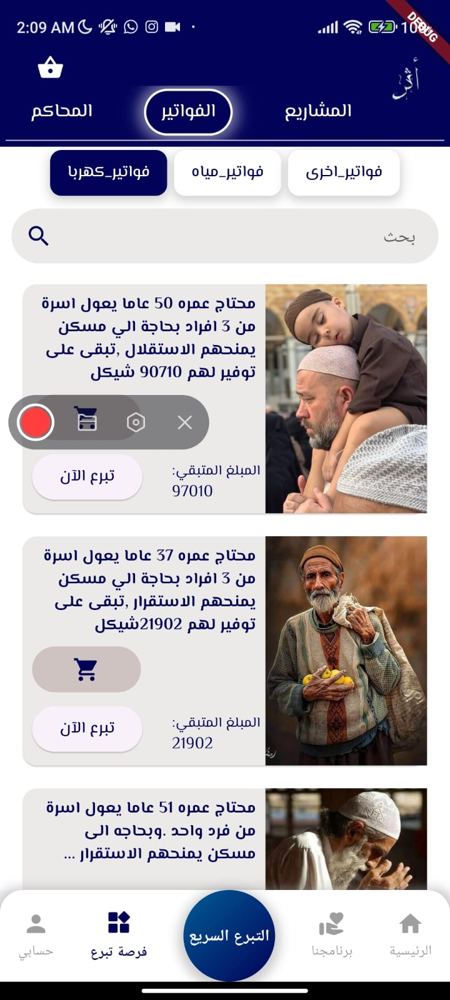 2:09 AM
DEBUG
أثر
المشاريع
الفواتير
المحاكم
فواتير_اخرى
فواتير_مياه
فواتير_كهربا
بحث
محتاج عمره 50 عاما يعول اسرة
من 3 افراد بحاجة الي مسكن
يمنحهم الاستقلال ,تبقى على
توفير لهم 90710 شيكل
المبلغ المتبقي:
97010
تبرع الآن
محتاج عمره 37 عاما يعول اسرة
من 3 افراد بحاجة الي مسكن
يمنحهم الاستقرار ,تبقى على
توفير لهم 21902شيكل
المبلغ المتبقي:
21902
تبرع الآن
محتاج عمره 51 عاما يعول اسرة
من فرد واحد .وبحاجه الى
مسكن يمنحهم الاستقرار ...
الرئيسية
برنامجنا
التبرع السريع
فرصة تبرع
حسابي